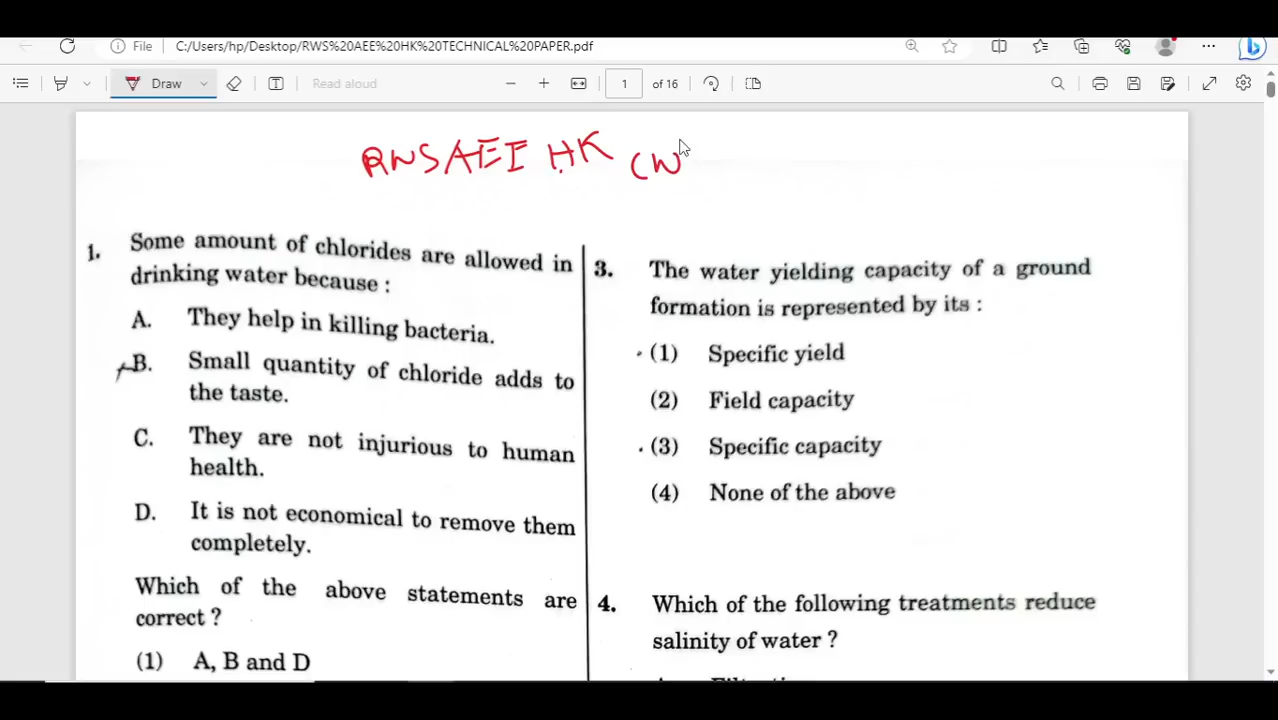 File C:/Users/hp/Desktop/RWS%20AEE%20HK%20TECHNICAL%20PAPER.pdf
Draw Read aloud 1 of 16
RWS AEE HK (W
1. Some amount of chlorides are allowed in
drinking water because :
A. They help in killing bacteria.
B. Small quantity of chloride adds to
the taste.
C. They are not injurious to human
health.
D. It is not economical to remove them
completely.
Which of the above statements are
correct ?
(1) A, B and D
3. The water yielding capacity of a ground
formation is represented by its :
(1) Specific yield
(2) Field capacity
(3) Specific capacity
(4) None of the above
4. Which of the following treatments reduce
salinity of water ?